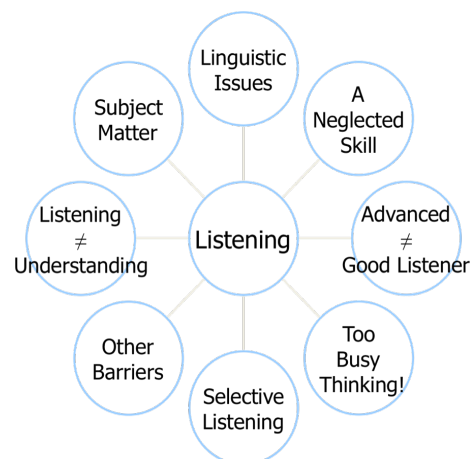 Linguistic
Issues
A
Neglected
Skill
Advanced
≠
Good Listener
Too
Busy
Thinking!
Selective
Listening
Other
Barriers
Listening
≠
Understanding
Subject
Matter
Listening